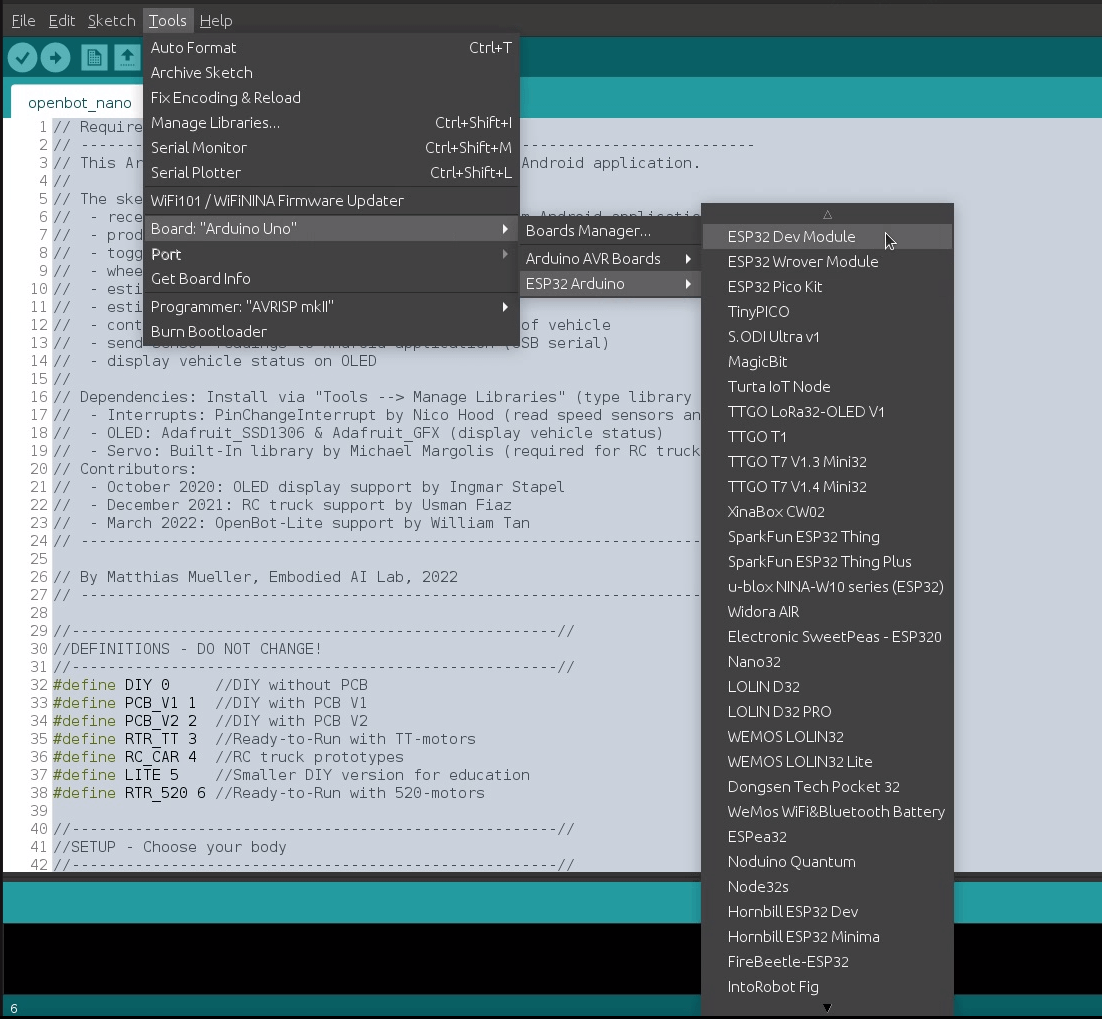 File Edit Sketch Tools Help
Auto Format Ctrl+T
Archive Sketch
Fix Encoding & Reload
Manage Libraries... Ctrl+Shift+I
Serial Monitor Ctrl+Shift+M
Serial Plotter Ctrl+Shift+L
WiFi101 / WiFiNINA Firmware Updater
Board: "Arduino Uno"
Port
Get Board Info
Programmer: "AVRISP mkII"
Burn Bootloader
Boards Manager...
Arduino AVR Boards
ESP32 Arduino
ESP32 Dev Module
ESP32 Wrover Module
ESP32 Pico Kit
TinyPICO
S.ODI Ultra v1
MagicBit
Turta IoT Node
TTGO LoRa32-OLED V1
TTGO T1
TTGO T7 V1.3 Mini32
TTGO T7 V1.4 Mini32
XinaBox CW02
SparkFun ESP32 Thing
SparkFun ESP32 Thing Plus
u-blox NINA-W10 series (ESP32)
Widora AIR
Electronic SweetPeas - ESP320
Nano32
LOLIN D32
LOLIN D32 PRO
WEMOS LOLIN32
WEMOS LOLIN32 Lite
Dongsen Tech Pocket 32
WeMos WiFi&Bluetooth Battery
ESPea32
Noduino Quantum
Node32s
Hornbill ESP32 Dev
Hornbill ESP32 Minima
FireBeetle-ESP32
IntoRobot Fig
openbot_nano
1 // Require
2 // ---------------------------------------------------------------------------
3 // This Ar Android application.
4 //
5 // The ske
6 // - rece m Android applicatio
7 // - prod
8 // - togg
9 // - whee
10 // - esti
11 // - esti
12 // - cont of vehicle
13 // - send sensor readings to Android application (USB serial)
14 // - display vehicle status on OLED
15 //
16 // Dependencies: Install via "Tools --> Manage Libraries" (type library
17 // - Interrupts: PinChangeInterrupt by Nico Hood (read speed sensors an
18 // - OLED: Adafruit_SSD1306 & Adafruit_GFX (display vehicle status)
19 // - Servo: Built-In library by Michael Margolis (required for RC truck
20 // Contributors:
21 // - October 2020: OLED display support by Ingmar Stapel
22 // - December 2021: RC truck support by Usman Fiaz
23 // - March 2022: OpenBot-Lite support by William Tan
24 // ---------------------------------------------------------------------
25
26 // By Matthias Mueller, Embodied AI Lab, 2022
27 // ---------------------------------------------------------------------
28
29 //------------------------------------------------------//
30 //DEFINITIONS - DO NOT CHANGE!
31 //------------------------------------------------------//
32 #define DIY 0 //DIY without PCB
33 #define PCB_V1 1 //DIY with PCB V1
34 #define PCB_V2 2 //DIY with PCB V2
35 #define RTR_TT 3 //Ready-to-Run with TT-motors
36 #define RC_CAR 4 //RC truck prototypes
37 #define LITE 5 //Smaller DIY version for education
38 #define RTR_520 6 //Ready-to-Run with 520-motors
39
40 //------------------------------------------------------//
41 //SETUP - Choose your body
42 //------------------------------------------------------//
6